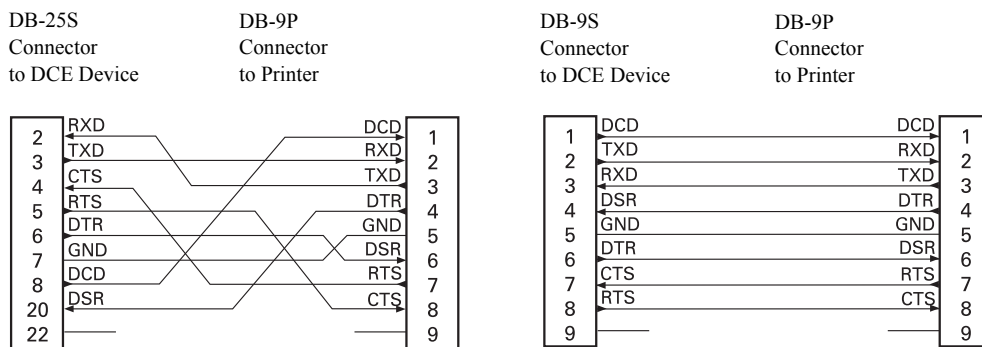 DB-25S
Connector
to DCE Device
DB-9P
Connector
to Printer
2 RXD DCD 1
3 TXD RXD 2
4 CTS TXD 3
5 RTS DTR 4
6 DTR GND 5
7 GND DSR 6
8 DCD RTS 7
20 DSR CTS 8
22 9
DB-9S
Connector
to DCE Device
DB-9P
Connector
to Printer
1 DCD DCD 1
2 TXD RXD 2
3 RXD TXD 3
4 DSR DTR 4
5 GND GND 5
6 DTR DSR 6
7 CTS RTS 7
8 RTS CTS 8
9 9